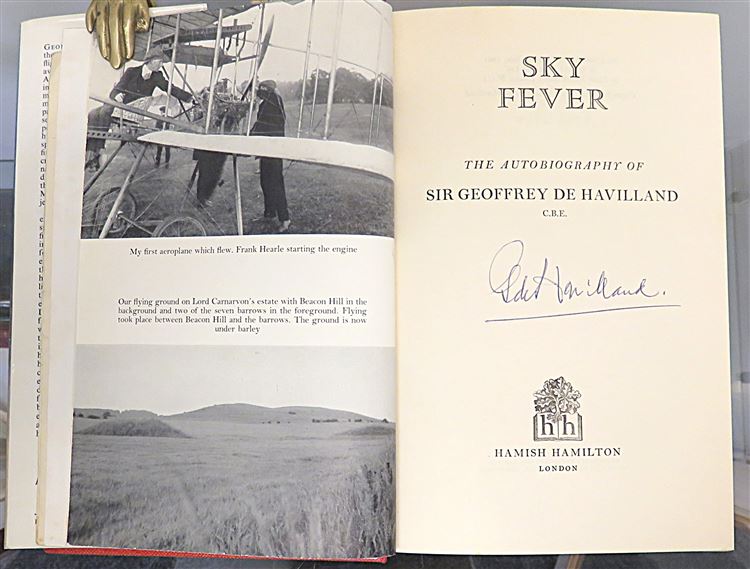 My first aeroplane which flew. Frank Hearle starting the engine
Our flying ground on Lord Carnarvon's estate with Beacon Hill in the
background and two of the seven barrows in the foreground. Flying
took place between Beacon Hill and the barrows. The ground is now
under barley
SKY
FEVER
THE AUTOBIOGRAPHY OF
SIR GEOFFREY DE HAVILLAND
C.B.E.
G de Havilland.
h h
HAMISH HAMILTON
LONDON